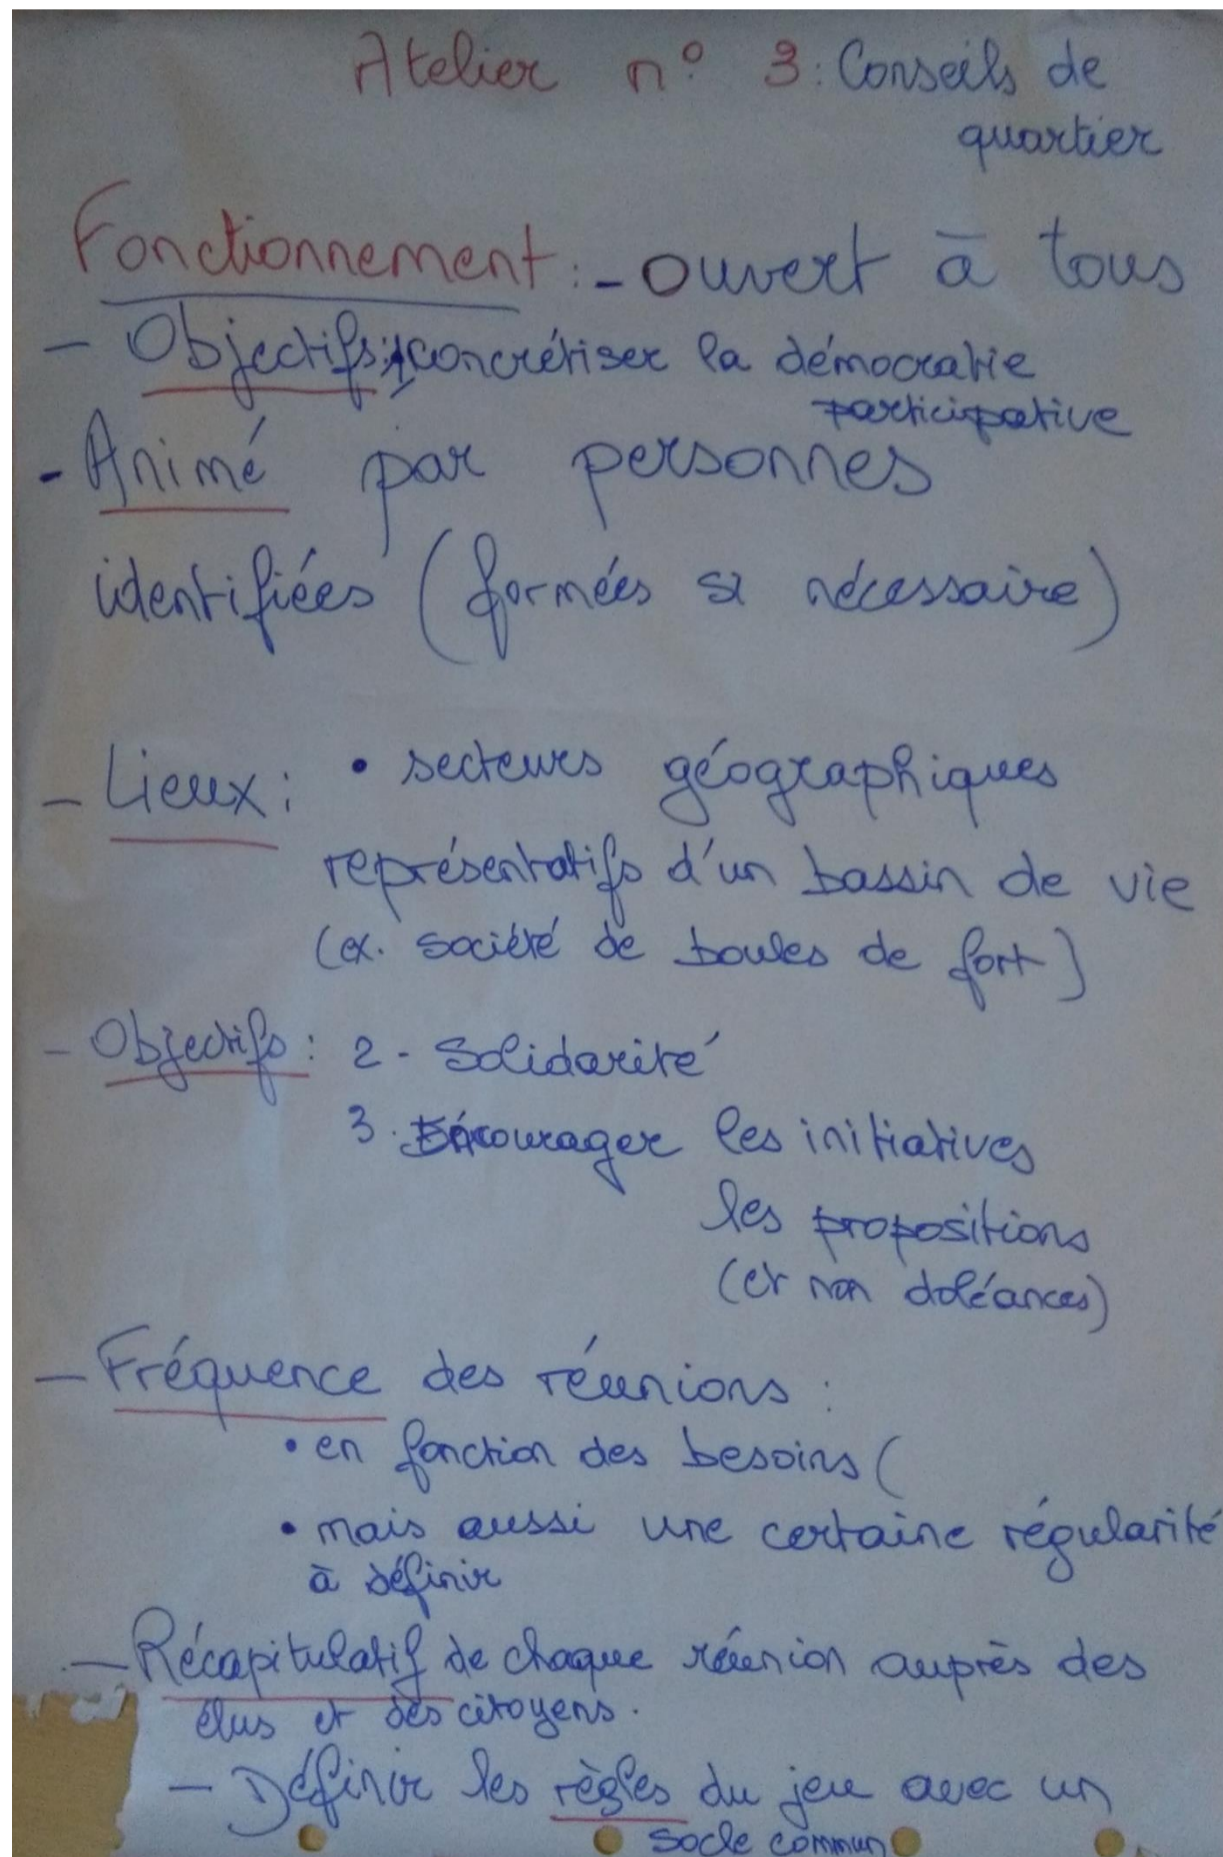 Atelier n° 3 : Conseils de
quartier
Fonctionnement : - ouvert à tous
- Objectifs : 1 concrétiser la démocratie
participative
- Animé par personnes
identifiées (formées si nécessaire)
- Lieux : • secteurs géographiques
représentatifs d'un bassin de vie
(ex. société de boules de fort)
- Objectifs : 2 - Solidarité
3. Encourager les initiatives
les propositions
(et non doléances)
- Fréquence des réunions :
• en fonction des besoins (
• mais aussi une certaine régularité
à définir
- Récapitulatif de chaque réunion auprès des
élus et des citoyens.
- Définir les règles du jeu avec un
socle commun